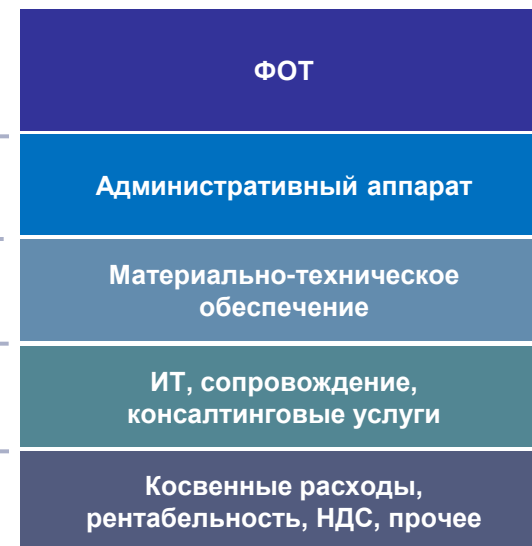 ФОТ
Административный аппарат
Материально-техническое
обеспечение
ИТ, сопровождение,
консалтинговые услуги
Косвенные расходы,
рентабельность, НДС, прочее